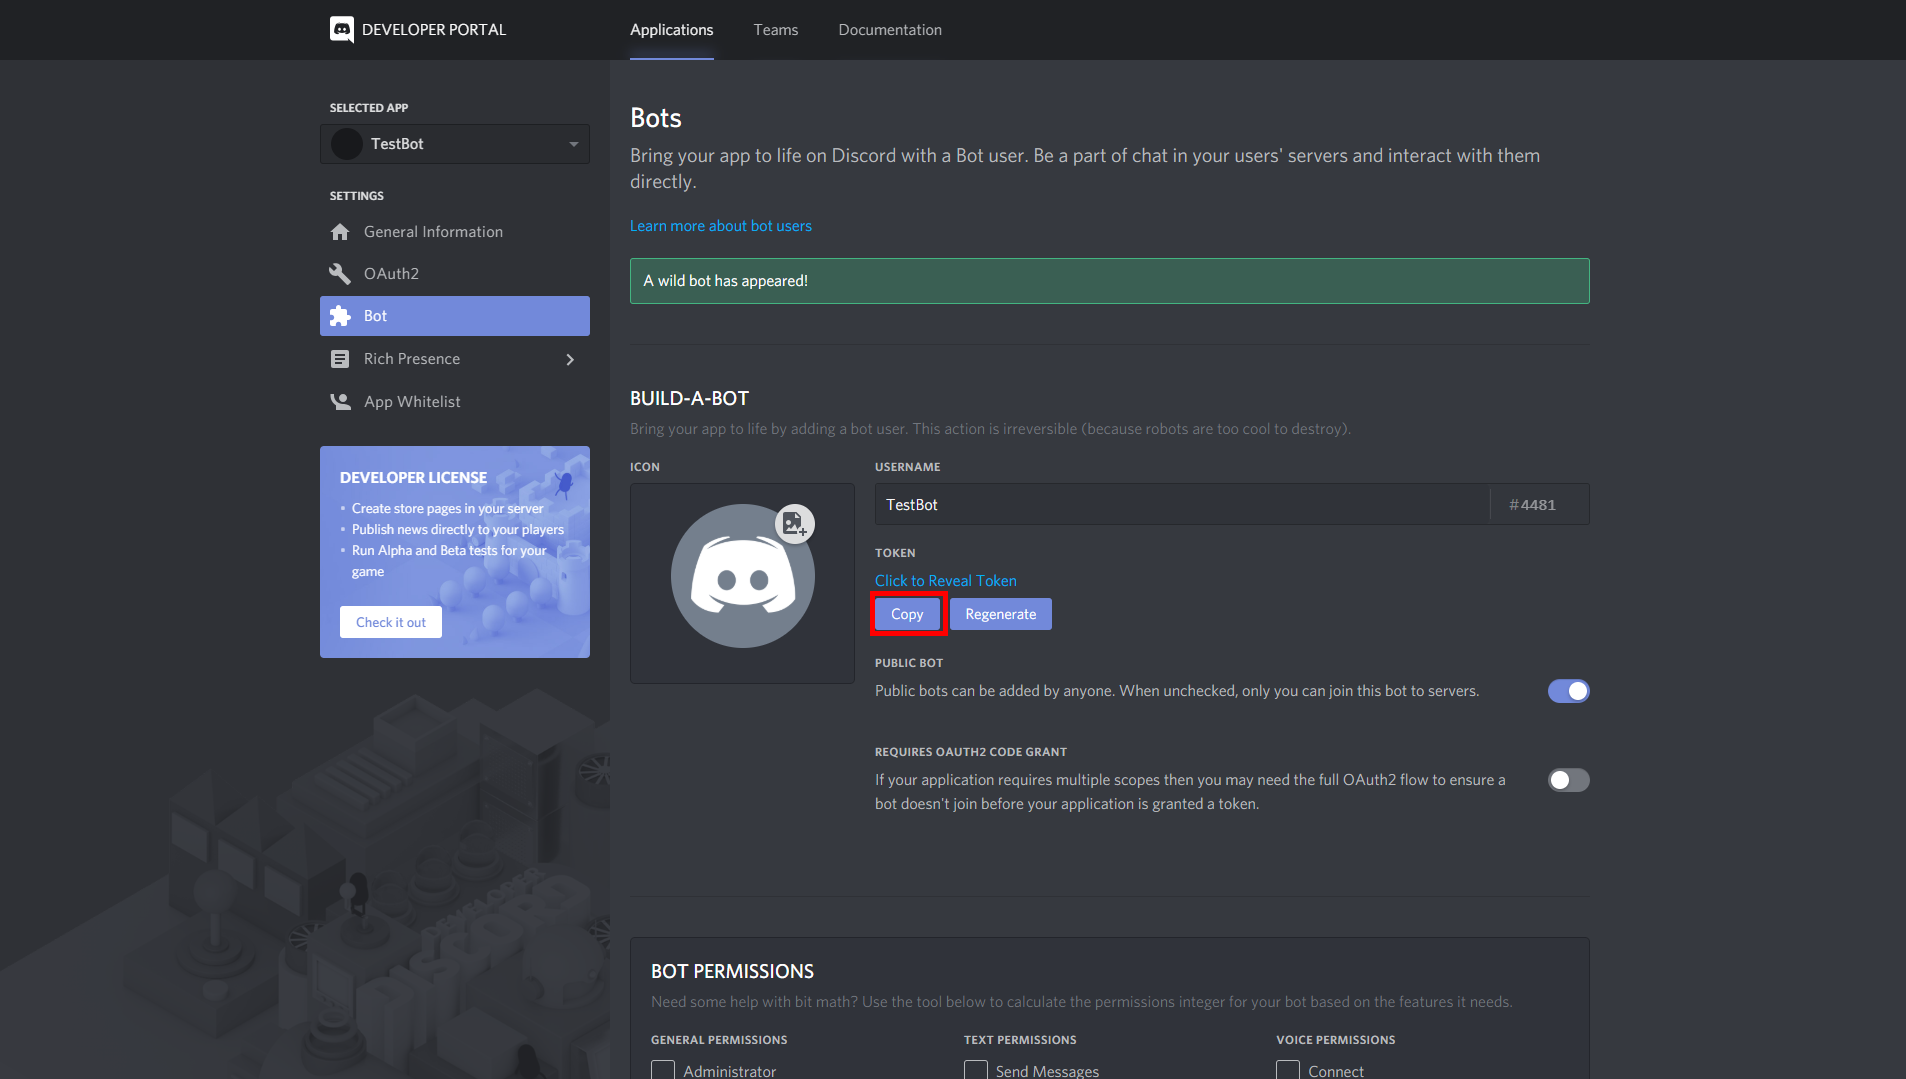 DEVELOPER PORTAL
Applications
Teams
Documentation
SELECTED APP
TestBot
SETTINGS
General Information
OAuth2
Bot
Rich Presence
App Whitelist
DEVELOPER LICENSE
• Create store pages in your server
• Publish news directly to your players
• Run Alpha and Beta tests for your
game
Check it out
Bots
Bring your app to life on Discord with a Bot user. Be a part of chat in your users' servers and interact with them
directly.
Learn more about bot users
A wild bot has appeared!
BUILD-A-BOT
Bring your app to life by adding a bot user. This action is irreversible (because robots are too cool to destroy).
ICON
USERNAME
TestBot
#4481
TOKEN
Click to Reveal Token
Copy
Regenerate
PUBLIC BOT
Public bots can be added by anyone. When unchecked, only you can join this bot to servers.
REQUIRES OAUTH2 CODE GRANT
If your application requires multiple scopes then you may need the full OAuth2 flow to ensure a
bot doesn't join before your application is granted a token.
BOT PERMISSIONS
Need some help with bit math? Use the tool below to calculate the permissions integer for your bot based on the features it needs.
GENERAL PERMISSIONS
TEXT PERMISSIONS
VOICE PERMISSIONS
Administrator
Send Messages
Connect